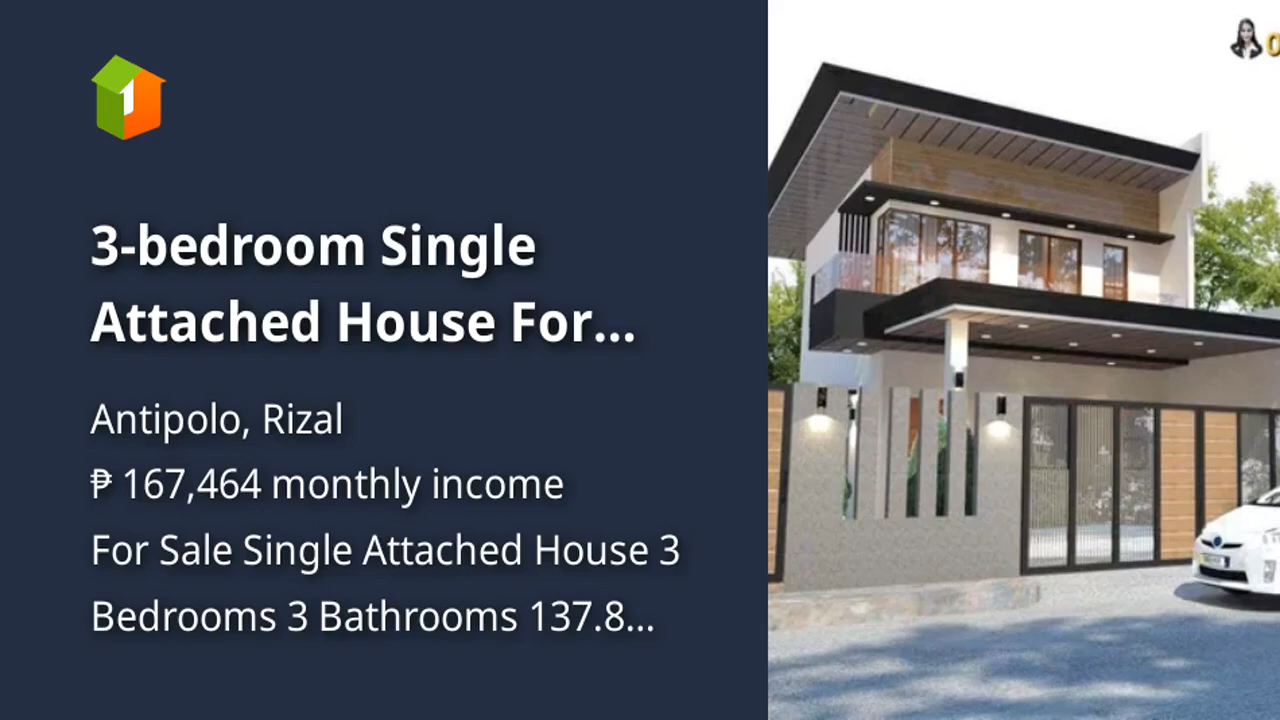 3-bedroom Single
Attached House For...
Antipolo, Rizal
₱ 167,464 monthly income
For Sale Single Attached House 3
Bedrooms 3 Bathrooms 137.8...
0